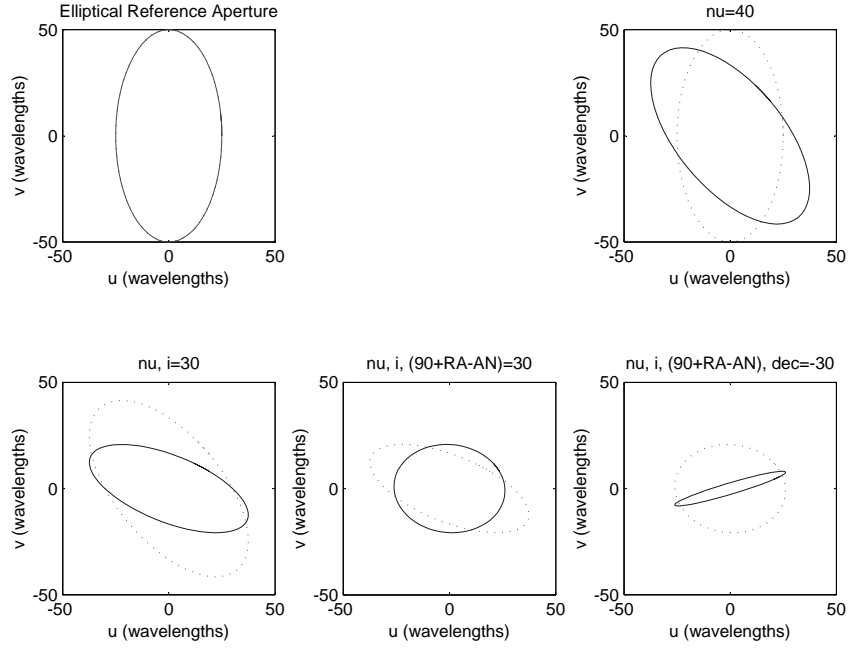 Elliptical Reference Aperture
50
0
-50
-50
0
50
v (wavelengths)
u (wavelengths)
nu=40
50
0
-50
-50
0
50
v (wavelengths)
u (wavelengths)
nu, i=30
50
0
-50
-50
0
50
v (wavelengths)
u (wavelengths)
nu, i, (90+RA-AN)=30
50
0
-50
-50
0
50
v (wavelengths)
u (wavelengths)
nu, i, (90+RA-AN), dec=-30
50
0
-50
-50
0
50
v (wavelengths)
u (wavelengths)